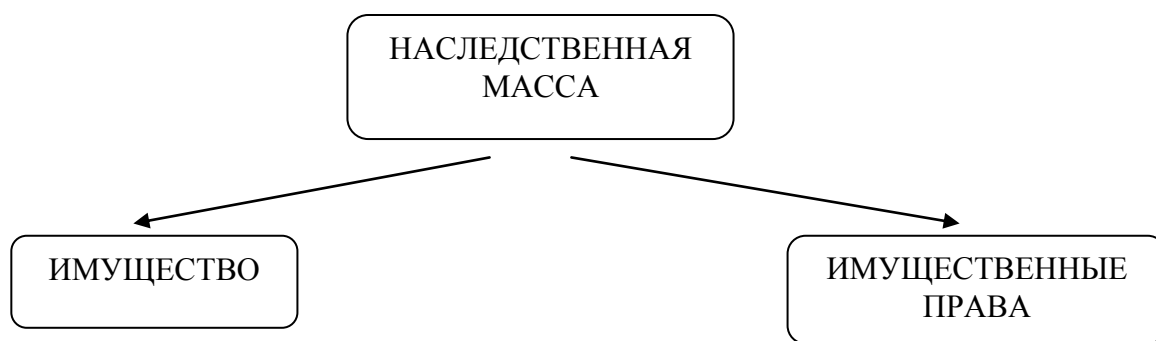 НАСЛЕДСТВЕННАЯ
МАССА
ИМУЩЕСТВО
ИМУЩЕСТВЕННЫЕ
ПРАВА